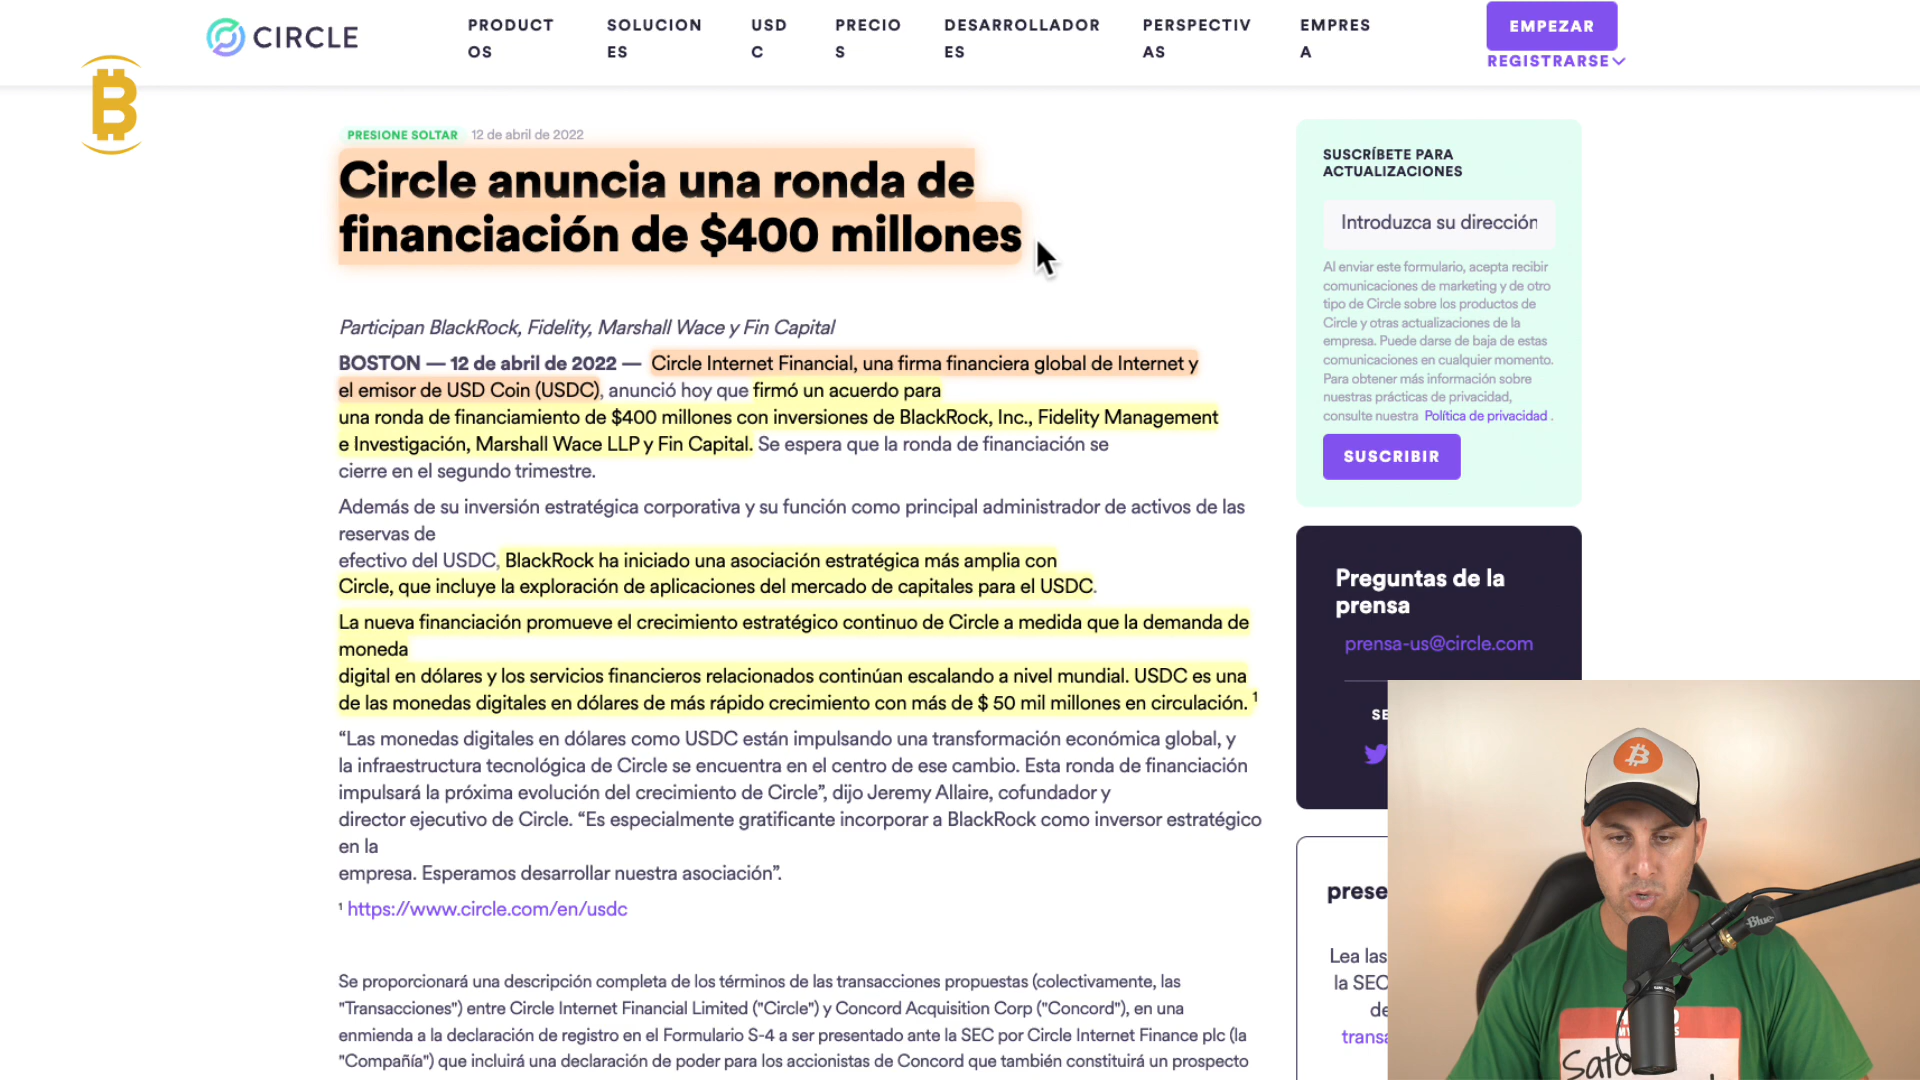 CIRCLE
PRODUCT
OS
SOLUCION
ES
USD
C
PRECIO
S
DESARROLLADOR
ES
PERSPECTIV
AS
EMPRES
A
EMPEZAR
REGISTRARSE
PRESIONE SOLTAR 12 de abril de 2022
Circle anuncia una ronda de
financiación de $400 millones
Participan BlackRock, Fidelity, Marshall Wace y Fin Capital
BOSTON — 12 de abril de 2022 — Circle Internet Financial, una firma financiera global de Internet y
el emisor de USD Coin (USDC), anunció hoy que firmó un acuerdo para
una ronda de financiamiento de $400 millones con inversiones de BlackRock, Inc., Fidelity Management
e Investigación, Marshall Wace LLP y Fin Capital. Se espera que la ronda de financiación se
cierre en el segundo trimestre.
Además de su inversión estratégica corporativa y su función como principal administrador de activos de las
reservas de
efectivo del USDC, BlackRock ha iniciado una asociación estratégica más amplia con
Circle, que incluye la exploración de aplicaciones del mercado de capitales para el USDC.
La nueva financiación promueve el crecimiento estratégico continuo de Circle a medida que la demanda de
moneda
digital en dólares y los servicios financieros relacionados continúan escalando a nivel mundial. USDC es una
de las monedas digitales en dólares de más rápido crecimiento con más de $ 50 mil millones en circulación. ¹
“Las monedas digitales en dólares como USDC están impulsando una transformación económica global, y
la infraestructura tecnológica de Circle se encuentra en el centro de ese cambio. Esta ronda de financiación
impulsará la próxima evolución del crecimiento de Circle”, dijo Jeremy Allaire, cofundador y
director ejecutivo de Circle. “Es especialmente gratificante incorporar a BlackRock como inversor estratégico
en la
empresa. Esperamos desarrollar nuestra asociación”.
¹ https://www.circle.com/en/usdc
Se proporcionará una descripción completa de los términos de las transacciones propuestas (colectivamente, las
"Transacciones") entre Circle Internet Financial Limited ("Circle") y Concord Acquisition Corp ("Concord"), en una
enmienda a la declaración de registro en el Formulario S-4 a ser presentado ante la SEC por Circle Internet Finance plc (la
"Compañía") que incluirá una declaración de poder para los accionistas de Concord que también constituirá un prospecto
SUSCRÍBETE PARA
ACTUALIZACIONES
Introduzca su dirección
Al enviar este formulario, acepta recibir
comunicaciones de marketing y de otro
tipo de Circle sobre los productos de
Circle y otras actualizaciones de la
empresa. Puede darse de baja de estas
comunicaciones en cualquier momento.
Para obtener más información sobre
nuestras prácticas de privacidad,
consulte nuestra Política de privacidad .
SUSCRIBIR
Preguntas de la
prensa
prensa-us@circle.com
SE
prese
Lea las
la SEC
de
transa
Blue
Sato